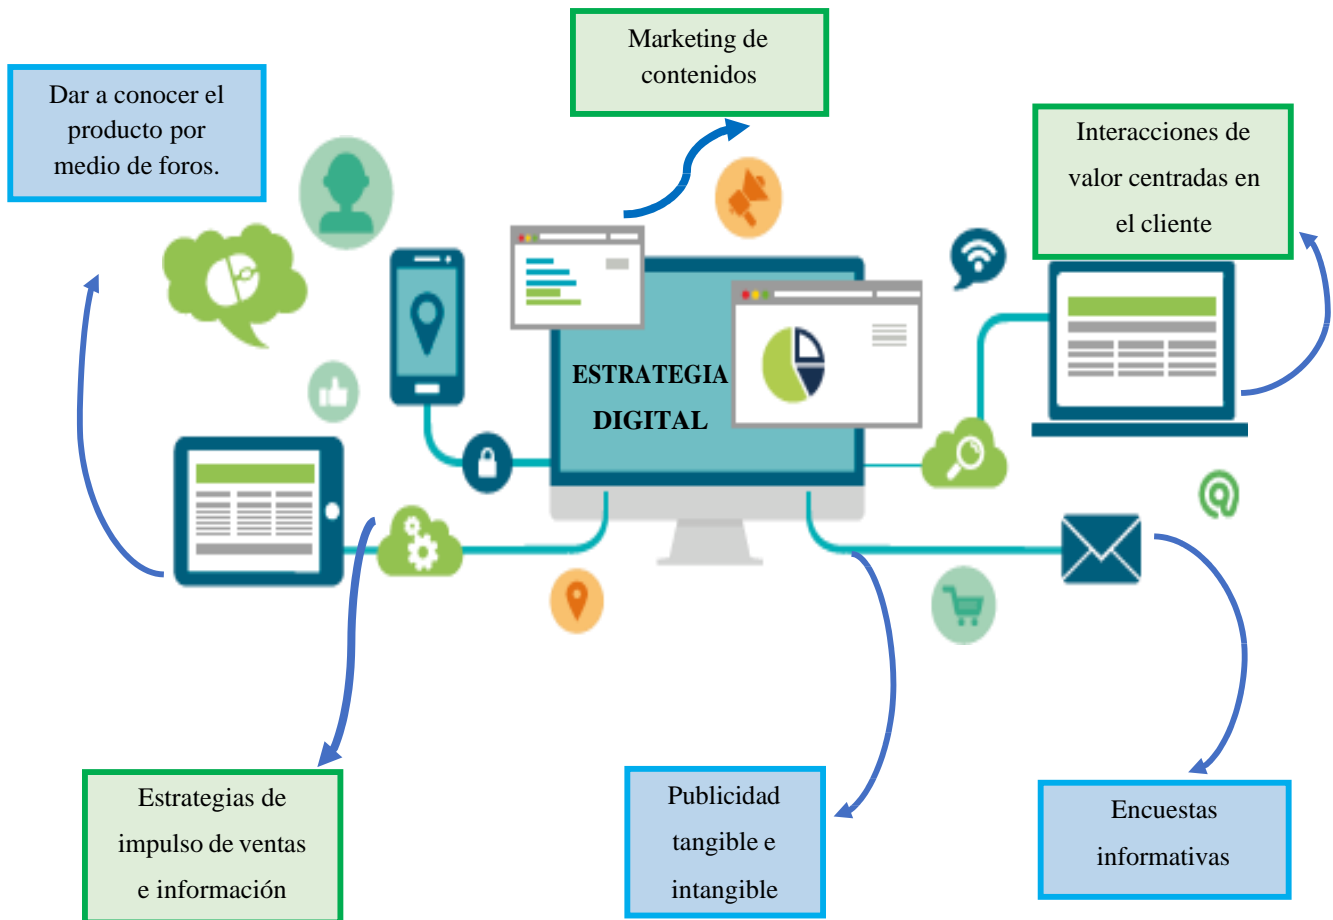 Marketing de
contenidos
Dar a conocer el
producto por
medio de foros.
Interacciones de
valor centradas en
el cliente
ESTRATEGIA
DIGITAL
Estrategias de
impulso de ventas
e información
Publicidad
tangible e
intangible
Encuestas
informativas